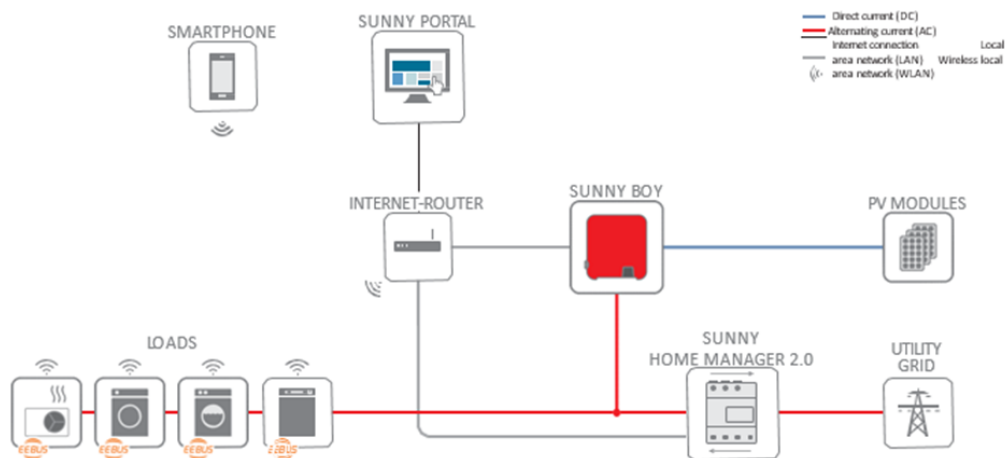 SMARTPHONE
SUNNY PORTAL
Direct current (DC)
Alternating current (AC)
Internet connection Local
area network (LAN) Wireless local
area network (WLAN)
INTERNET-ROUTER
SUNNY BOY
PV MODULES
LOADS
SUNNY
HOME MANAGER 2.0
UTILITY
GRID
EEBUS
EEBUS
EEBUS
EEBUS